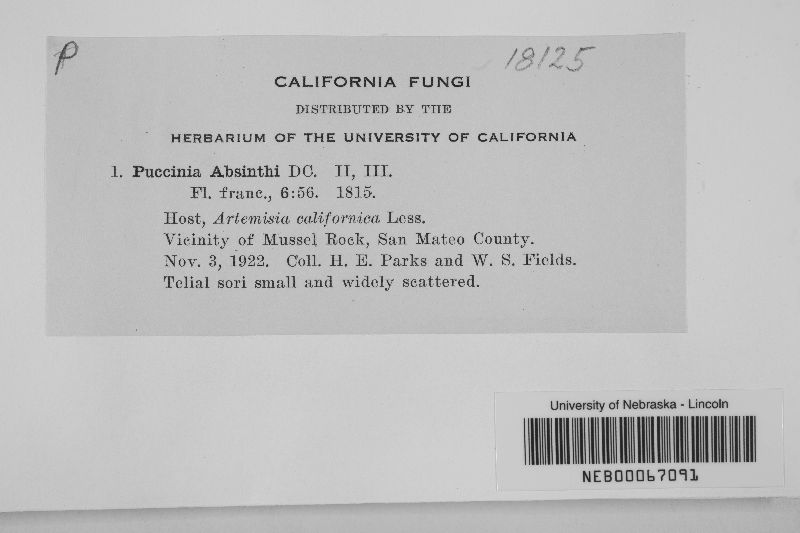 P
18125
CALIFORNIA FUNGI
DISTRIBUTED BY THE
HERBARIUM OF THE UNIVERSITY OF CALIFORNIA
1. Puccinia Absinthi DC. II, III.
Fl. franc., 6:56. 1815.
Host, Artemisia californica Less.
Vicinity of Mussel Rock, San Mateo County.
Nov. 3, 1922. Coll. H. E. Parks and W. S. Fields.
Telial sori small and widely scattered.
University of Nebraska - Lincoln
NEB00067091